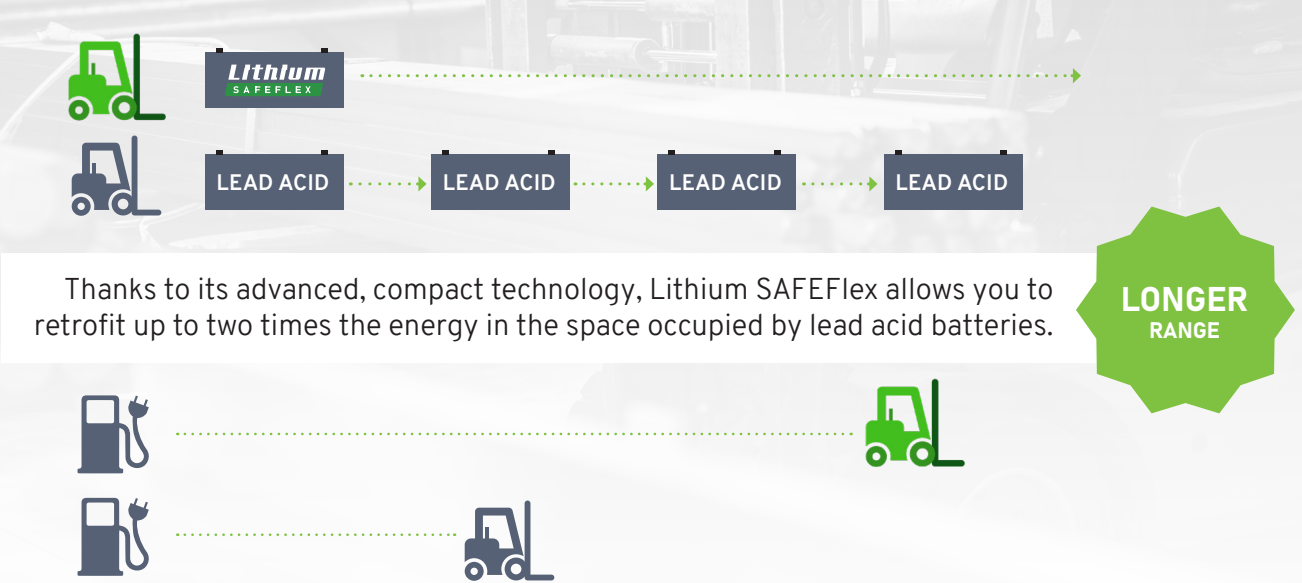 Lithium
SAFEFLEX
LEAD ACID LEAD ACID LEAD ACID LEAD ACID
Thanks to its advanced, compact technology, Lithium SAFEFlex allows you to
retrofit up to two times the energy in the space occupied by lead acid batteries.
LONGER
RANGE